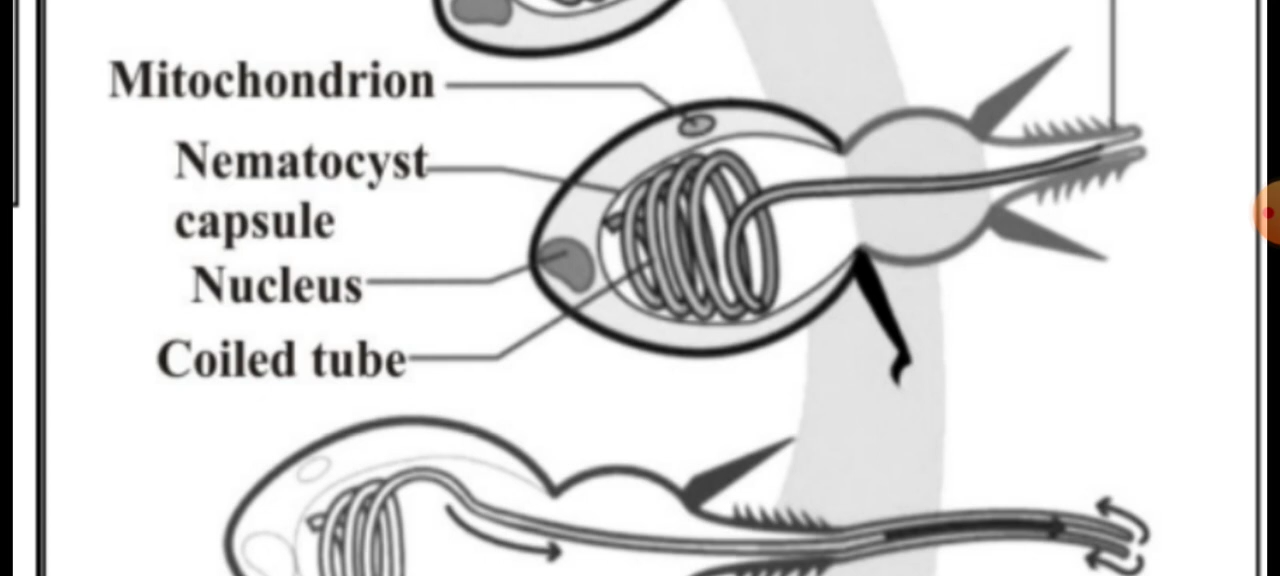 Mitochondrion
Nematocyst
capsule
Nucleus
Coiled tube